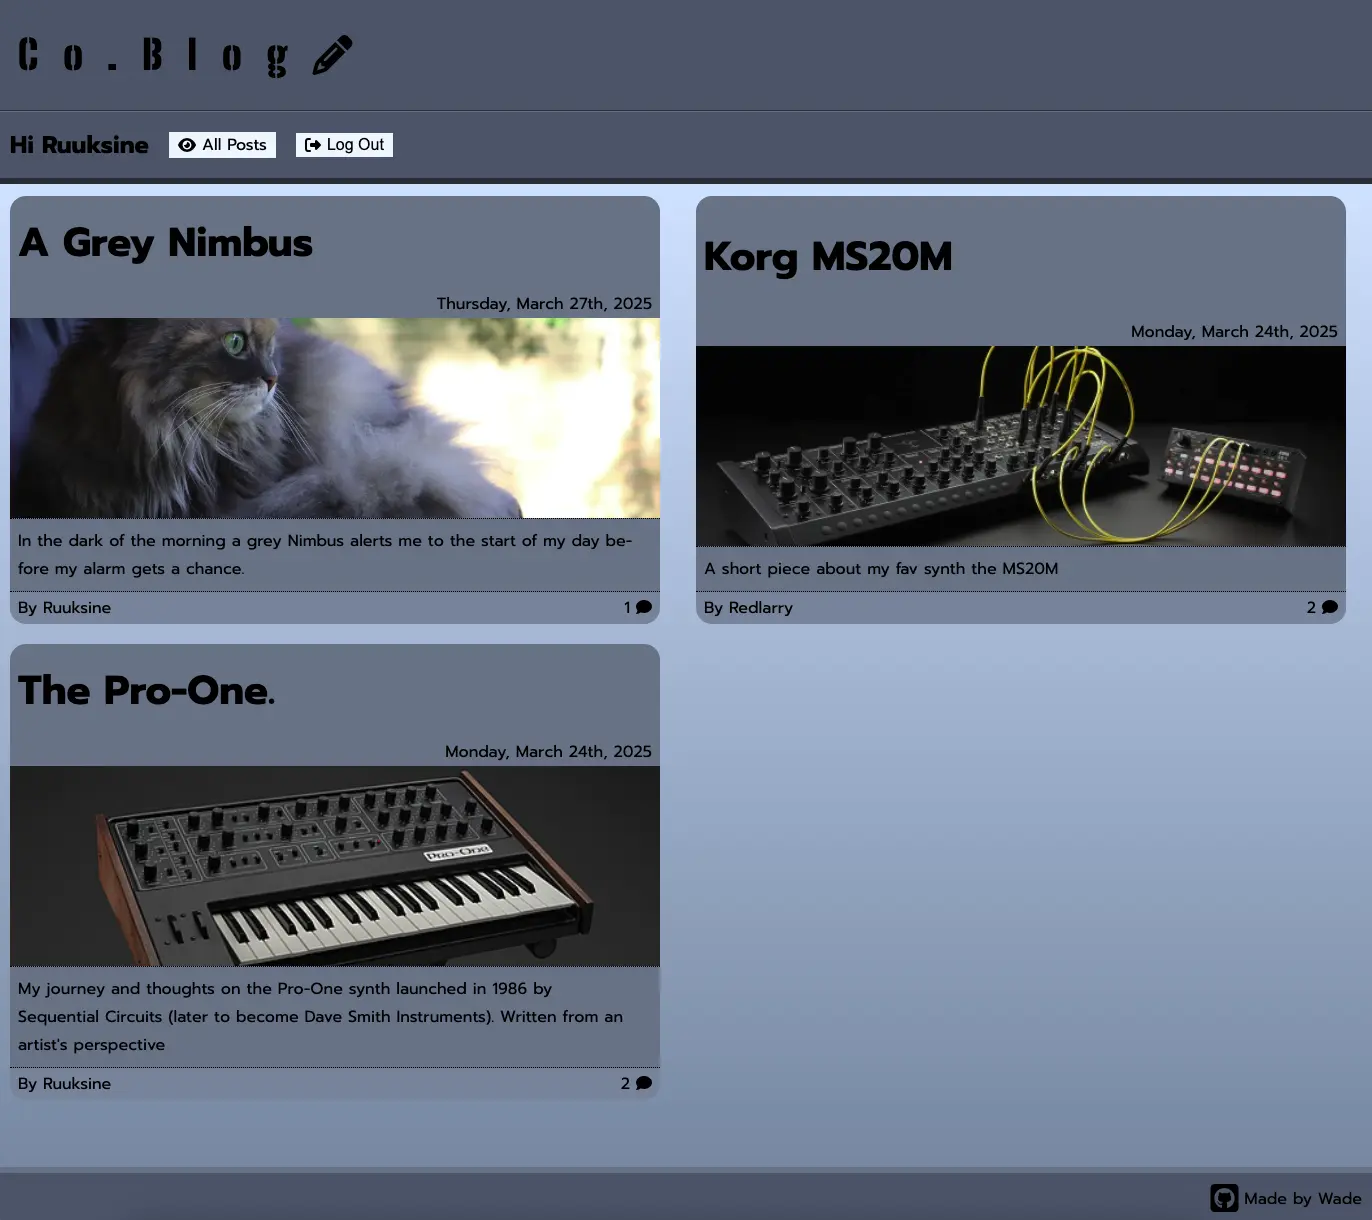 Co.Blog
Hi Ruuksine All Posts Log Out
A Grey Nimbus
Thursday, March 27th, 2025
In the dark of the morning a grey Nimbus alerts me to the start of my day be-
fore my alarm gets a chance.
By Ruuksine 1
Korg MS20M
Monday, March 24th, 2025
A short piece about my fav synth the MS20M
By Redlarry 2
The Pro-One.
Monday, March 24th, 2025
Pro-One
My journey and thoughts on the Pro-One synth launched in 1986 by
Sequential Circuits (later to become Dave Smith Instruments). Written from an
artist's perspective
By Ruuksine 2
Made by Wade